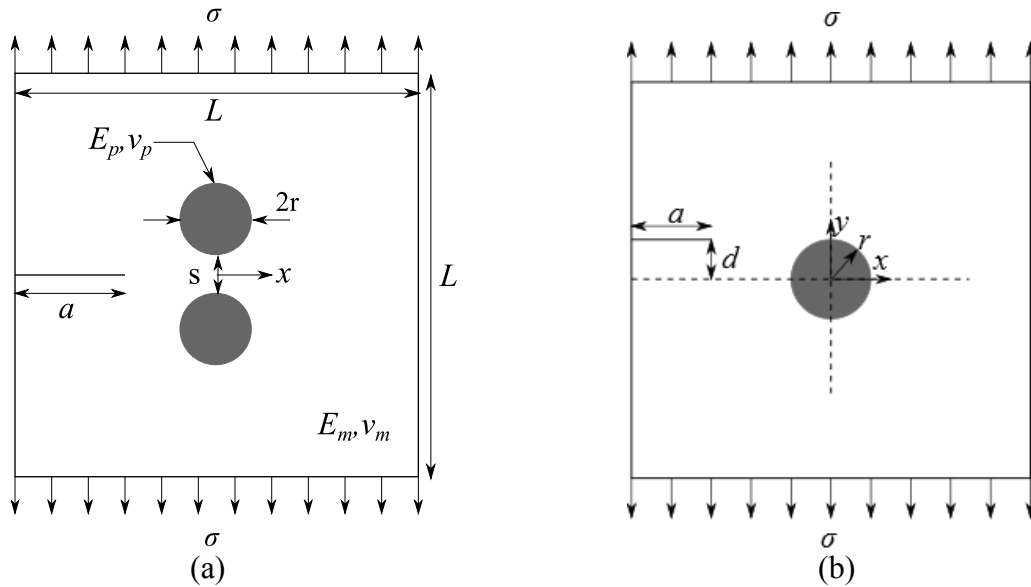 σ
L
E_p,v_p
2r
s
x
L
a
E_m,v_m
σ
(a)
σ
a
y
r
d
x
σ
(b)